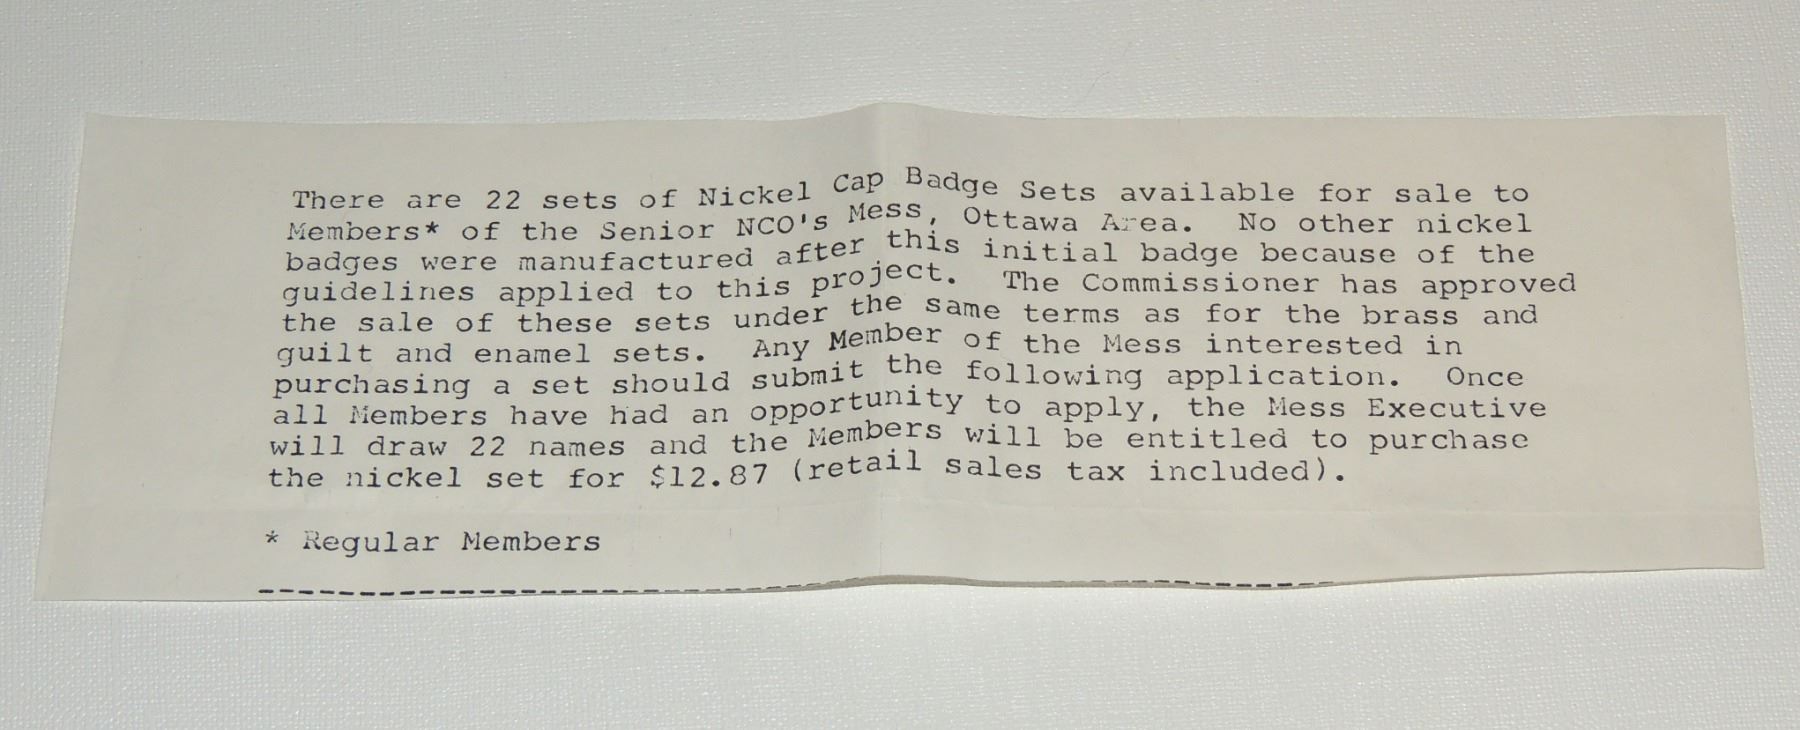 There are 22 sets of Nickel Cap Badge Sets available for sale to
Members* of the Senior NCO's Mess, Ottawa Area.  No other nickel
badges were manufactured after this initial badge because of the
guidelines applied to this project.  The Commissioner has approved
the sale of these sets under the same terms as for the brass and
guilt and enamel sets.  Any Member of the Mess interested in
purchasing a set should submit the following application.  Once
all Members have had an opportunity to apply, the Mess Executive
will draw 22 names and the Members will be entitled to purchase
the nickel set for $12.87 (retail sales tax included).
* Regular Members